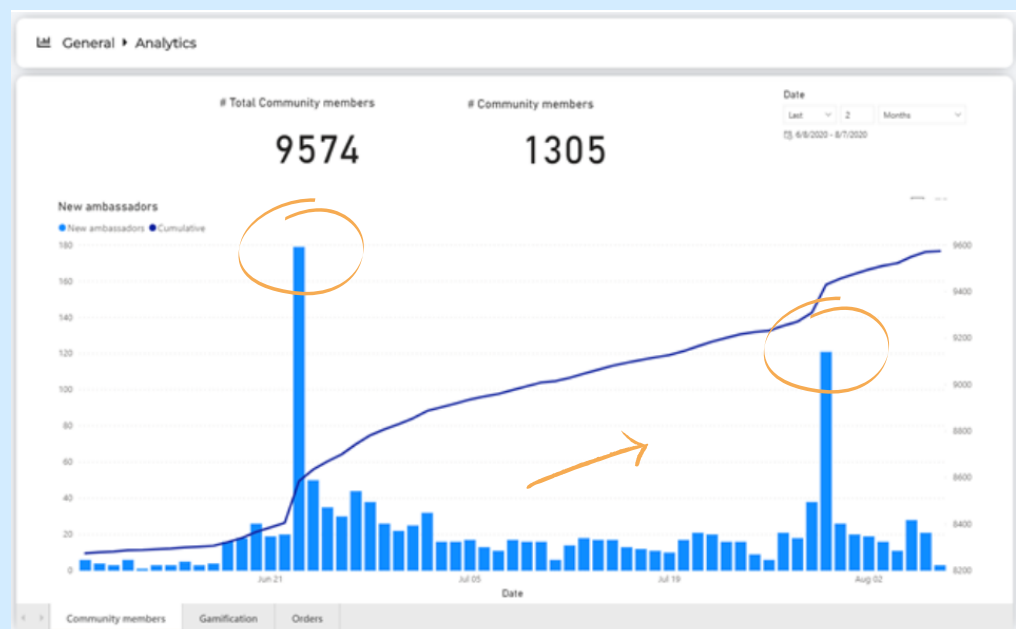 General Analytics
# Total Community members
# Community members
Date
9574
1305
Last 2 Months
6/8/2020 - 8/7/2020
New ambassadors
New ambassadors Cumulative
180
160
140
120
100
80
60
40
20
0
9600
9400
9200
9000
8800
8600
8400
8200
Jun 21 Jul 05 Jul 19 Aug 02
Date
Community members Gamification Orders